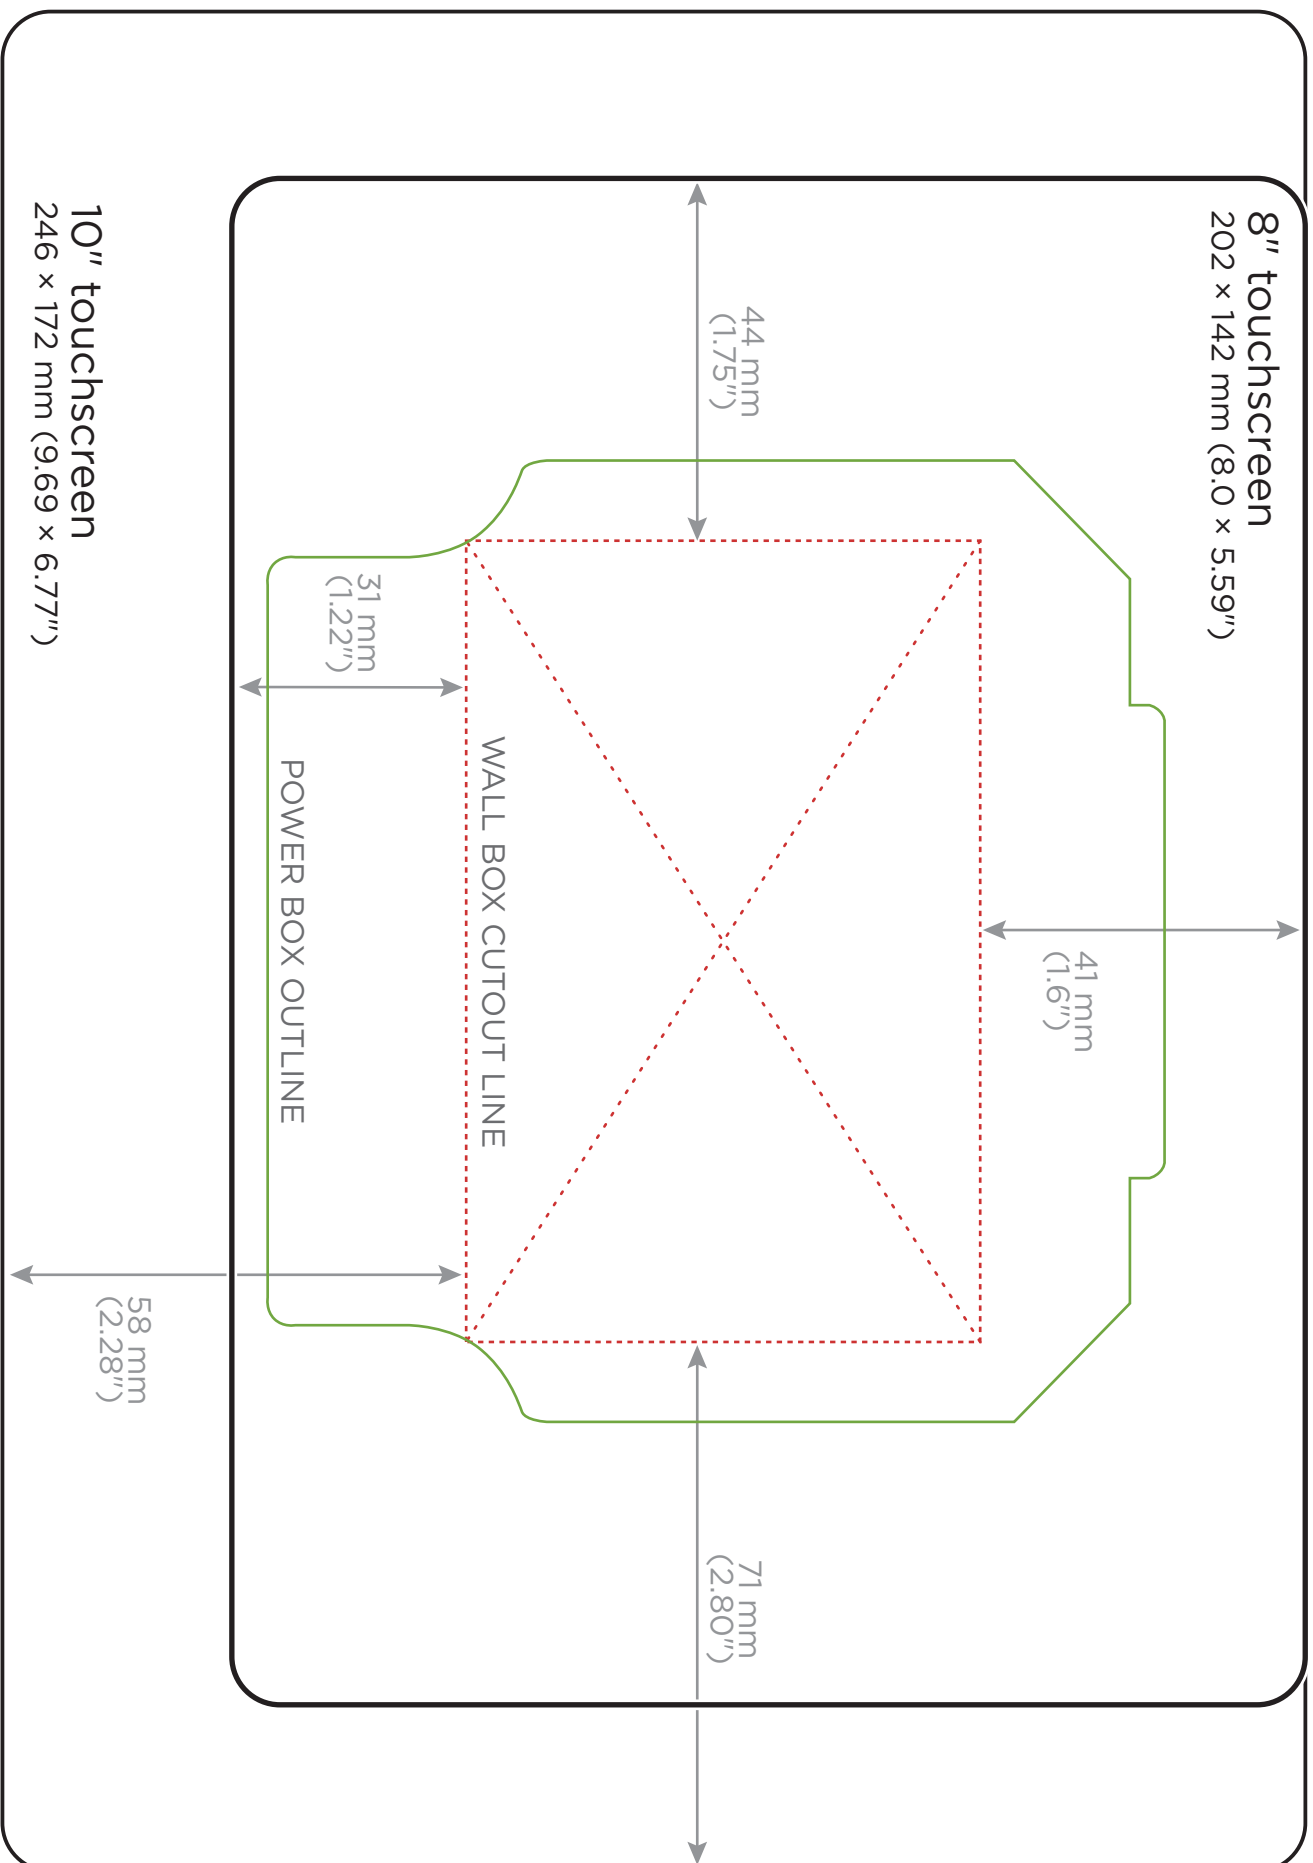 8" touchscreen
202 × 142 mm (8.0 × 5.59")
41 mm
(1.6")
44 mm
(1.75")
71 mm
(2.80")
WALL BOX CUTOUT LINE
31 mm
(1.22")
POWER BOX OUTLINE
58 mm
(2.28")
10" touchscreen
246 × 172 mm (9.69 × 6.77")